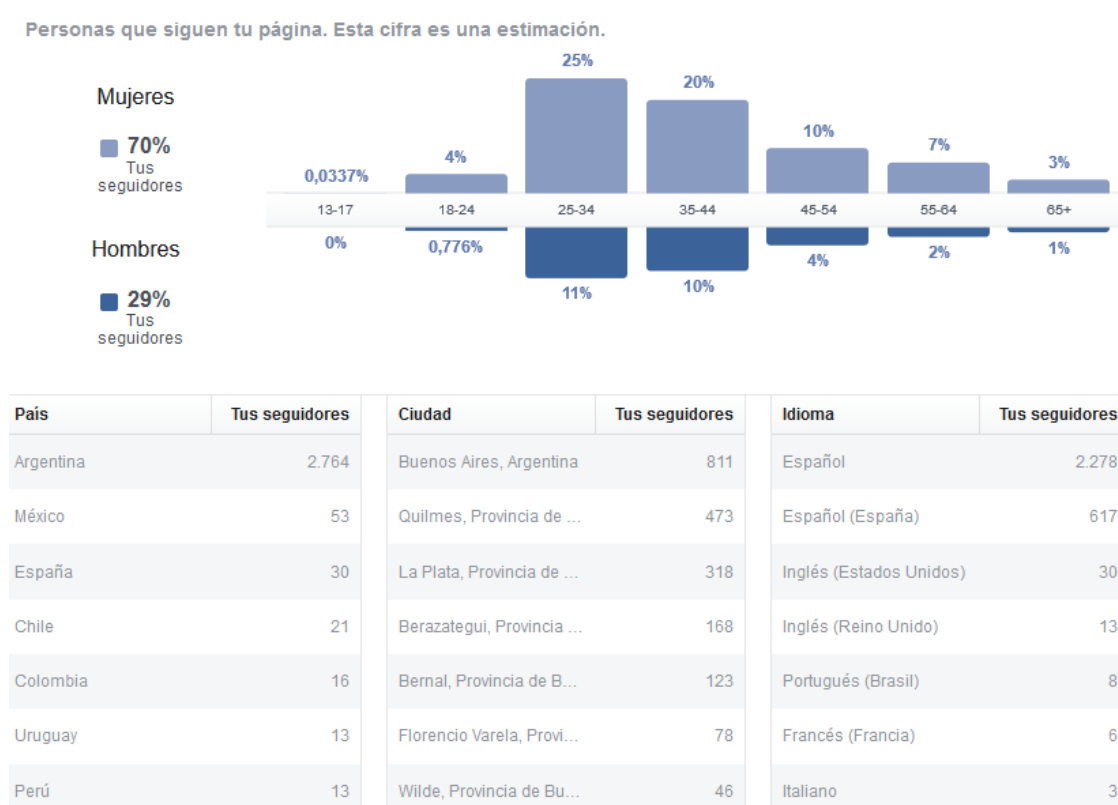 Personas que siguen tu página. Esta cifra es una estimación.
Mujeres
70%
Tus
seguidores
0,0337% 4% 25% 20% 10% 7% 3%
13-17 18-24 25-34 35-44 45-54 55-64 65+
Hombres
29%
Tus
seguidores
0% 0,776% 11% 10% 4% 2% 1%
País Tus seguidores Ciudad Tus seguidores Idioma Tus seguidores
Argentina 2.764 Buenos Aires, Argentina 811 Español 2.278
México 53 Quilmes, Provincia de ... 473 Español (España) 617
España 30 La Plata, Provincia de ... 318 Inglés (Estados Unidos) 30
Chile 21 Berazategui, Provincia ... 168 Inglés (Reino Unido) 13
Colombia 16 Bernal, Provincia de B... 123 Portugués (Brasil) 8
Uruguay 13 Florencio Varela, Provi... 78 Francés (Francia) 6
Perú 13 Wilde, Provincia de Bu... 46 Italiano 3